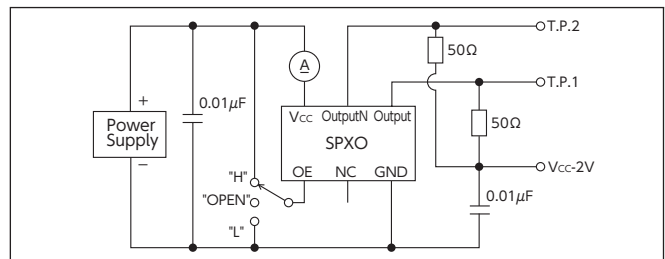 T.P.2
50Ω
A
T.P.1
+
0.01μF
Vcc OutputN Output
50Ω
Power
Supply
SPXO
−
OE NC GND
Vcc-2V
"H"
"OPEN"
0.01μF
"L"